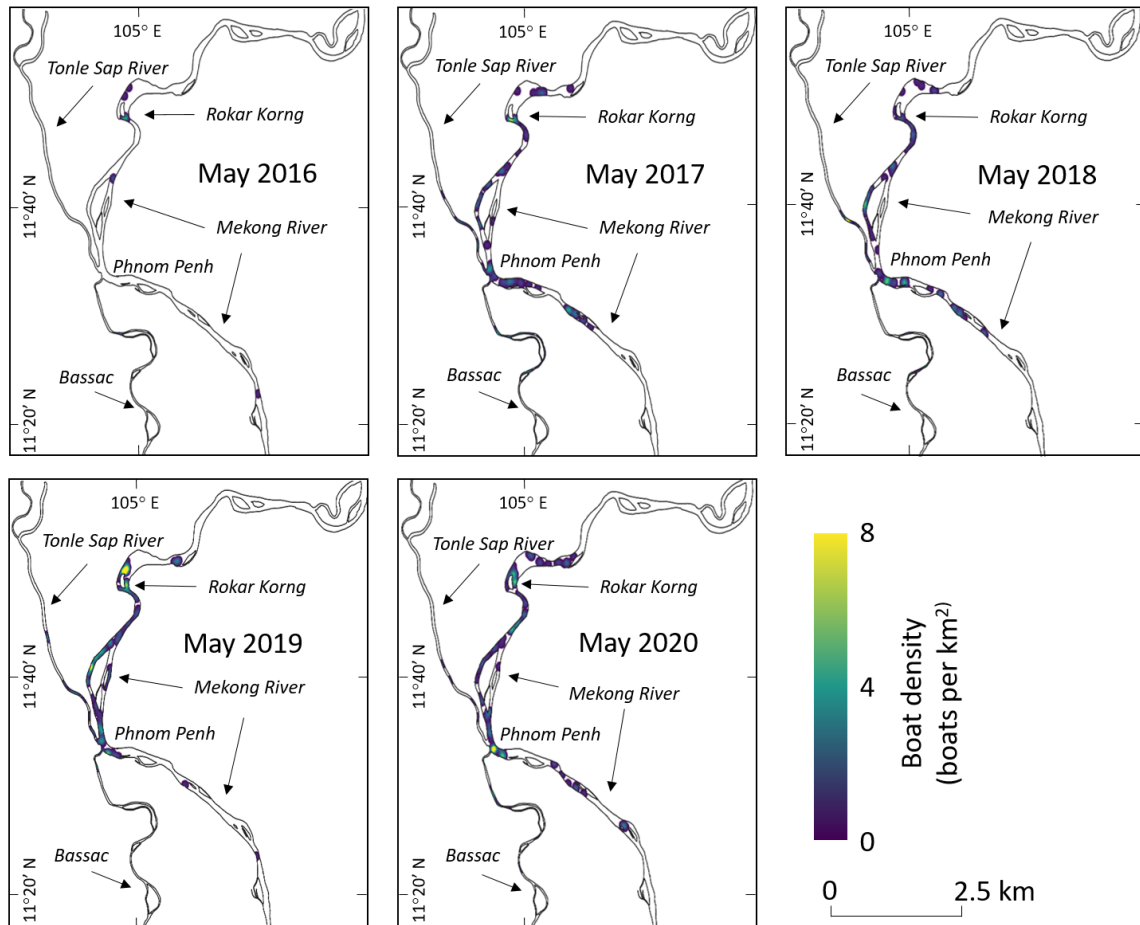 105° E
Tonle Sap River
Rokar Korng
May 2016
11°40′ N
Mekong River
Phnom Penh
Bassac
11°20′ N
105° E
Tonle Sap River
Rokar Korng
May 2017
11°40′ N
Mekong River
Phnom Penh
Bassac
11°20′ N
105° E
Tonle Sap River
Rokar Korng
May 2018
11°40′ N
Mekong River
Phnom Penh
Bassac
11°20′ N
105° E
Tonle Sap River
Rokar Korng
May 2019
11°40′ N
Mekong River
Phnom Penh
Bassac
11°20′ N
105° E
Tonle Sap River
Rokar Korng
May 2020
11°40′ N
Mekong River
Phnom Penh
Bassac
11°20′ N
8
4
0
Boat density
(boats per km²)
0 2.5 km